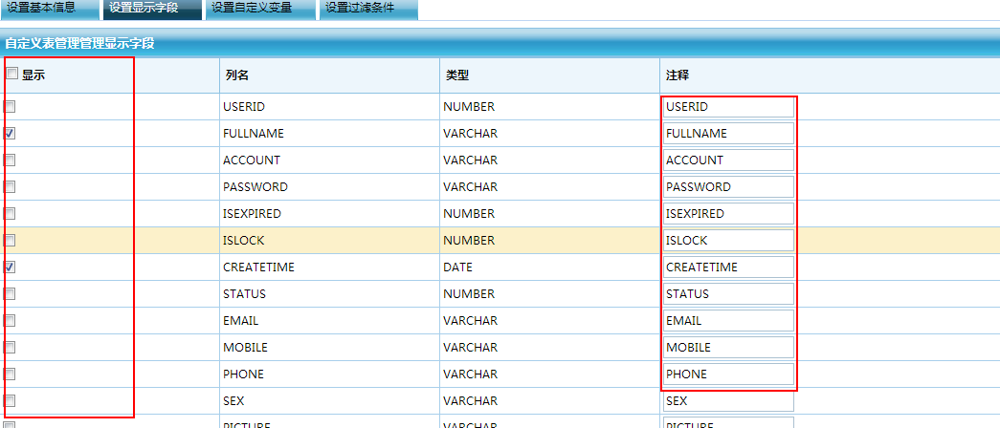 设置基本信息 设置显示字段 设置自定义变量 设置过滤条件
自定义表管理管理显示字段
显示 列名 类型 注释
USERID NUMBER USERID
FULLNAME VARCHAR FULLNAME
ACCOUNT VARCHAR ACCOUNT
PASSWORD VARCHAR PASSWORD
ISEXPIRED NUMBER ISEXPIRED
ISLOCK NUMBER ISLOCK
CREATETIME DATE CREATETIME
STATUS NUMBER STATUS
EMAIL VARCHAR EMAIL
MOBILE VARCHAR MOBILE
PHONE VARCHAR PHONE
SEX VARCHAR SEX
PICTURE VARCHAR PICTURE